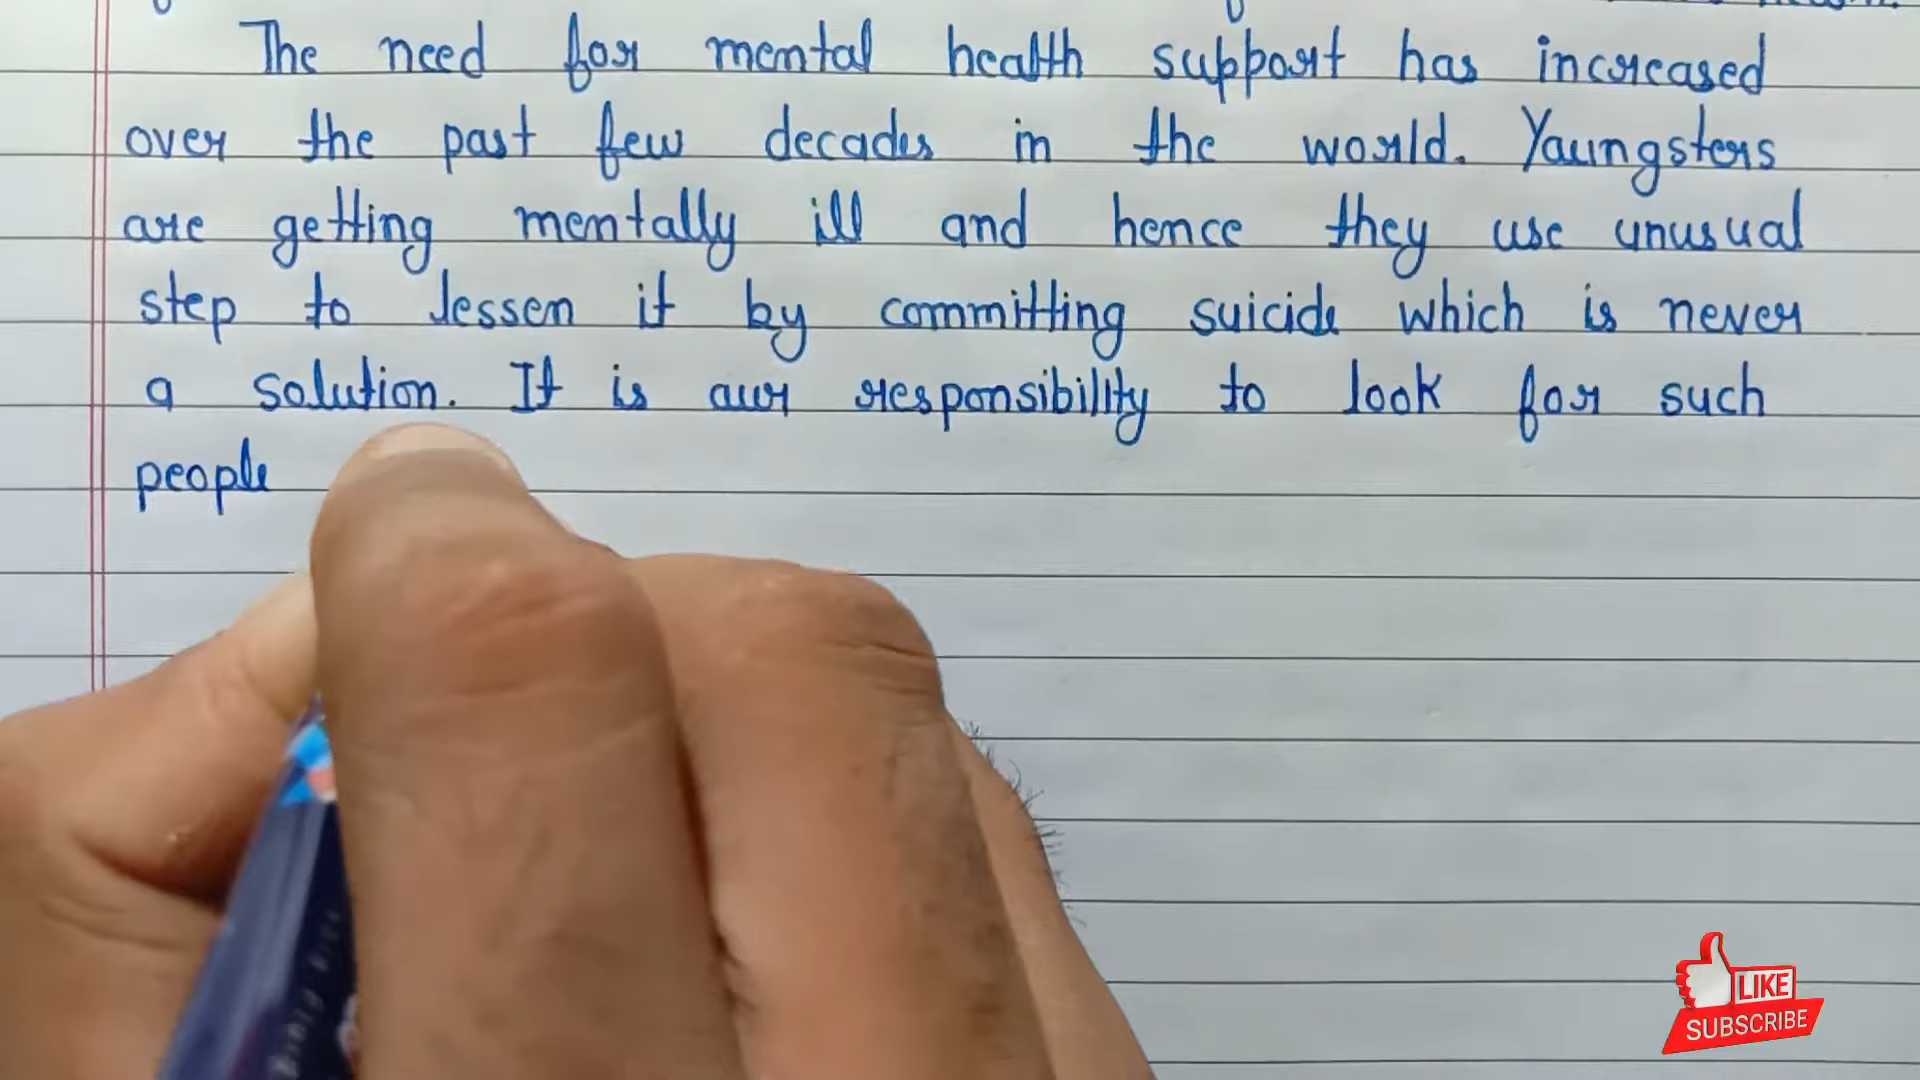 The need for mental health support has increased
over the past few decades in the world. Youngsters
are getting mentally ill and hence they use unusual
step to lessen it by committing suicide which is never
a solution. It is our responsibility to look for such
people
LIKE
SUBSCRIBE